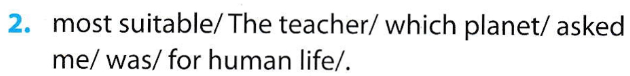 2. most suitable/ The teacher/ which planet/ asked
me/ was/ for human life/.